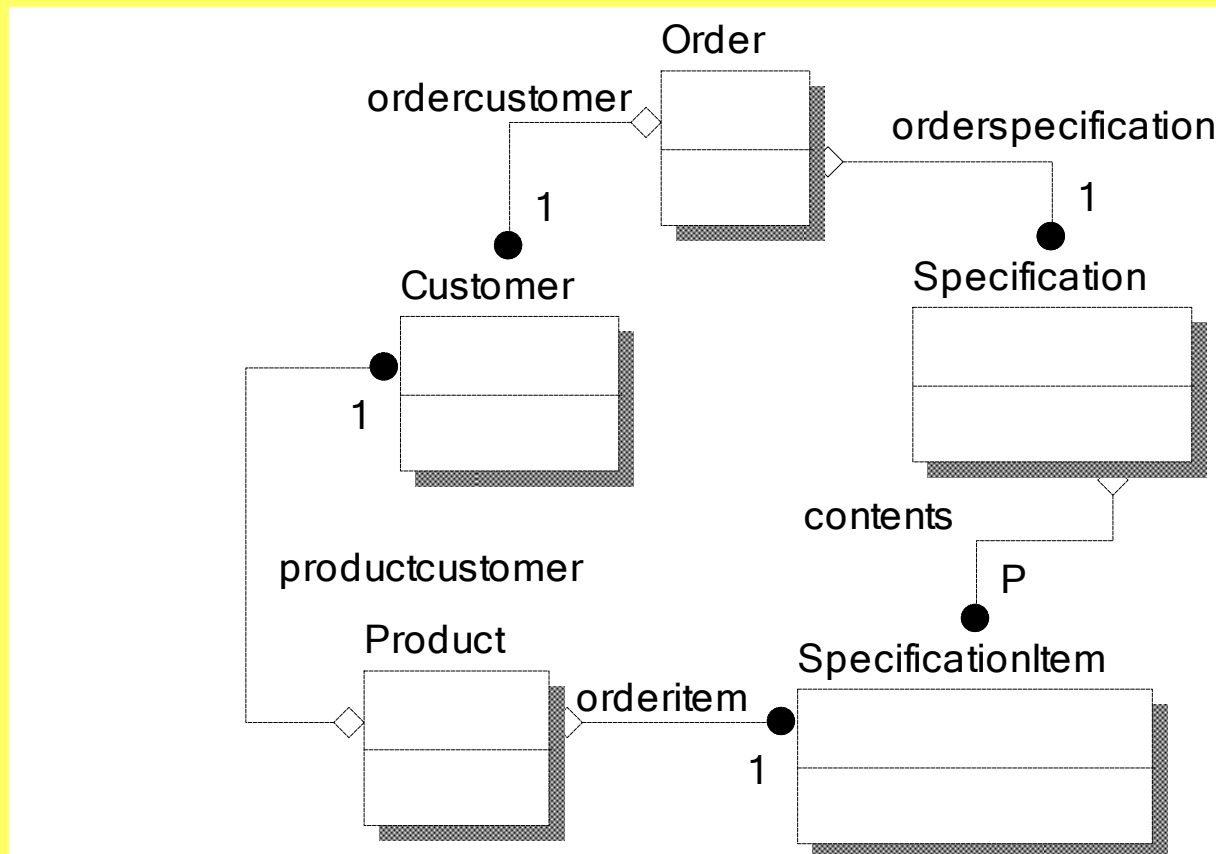 Order
ordercustomer
orderspecification
1
1
Customer
Specification
1
contents
productcustomer
P
Product
SpecificationItem
orderitem
1